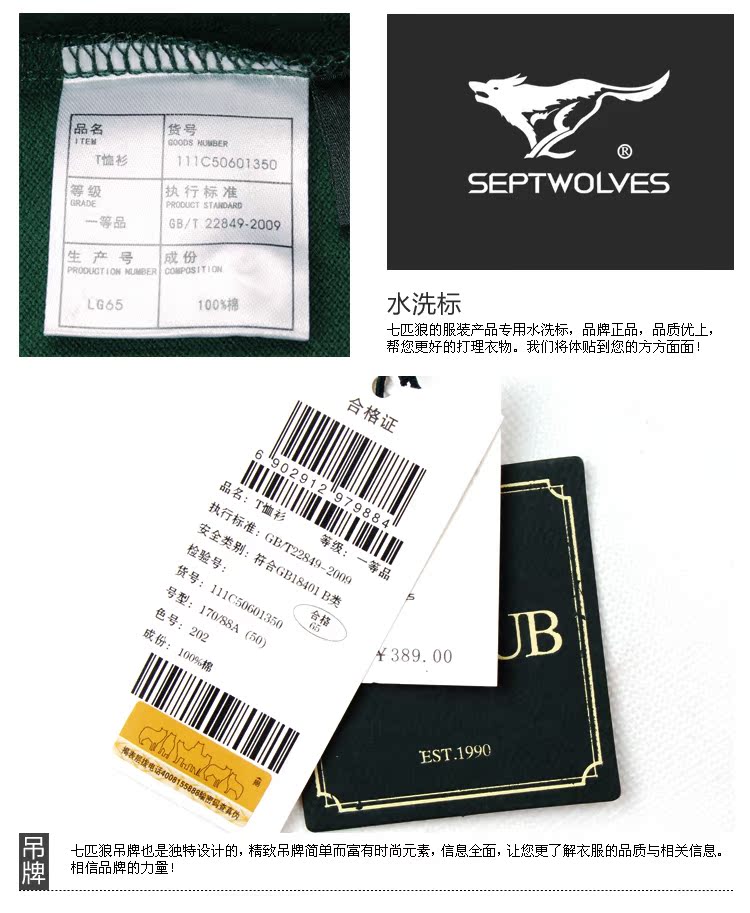 品名
ITEM
T恤衫
货号
GOODS NUMBER
111C50601350
等级
GRADE
一等品
执行标准
PRODUCT STANDARD
GB/T 22849-2009
生产号
PRODUCTION NUMBER
LG65
成份
COMPOSITION
100%棉
®
SEPTWOLVES
水洗标
七匹狼的服装产品专用水洗标，品牌正品，品质优上，
帮您更好的打理衣物。我们将体贴到您的方方面面！
合格证
6 902912 979884
品名：T恤衫
等级：一等品
执行标准：GB/T22849-2009
安全类别：符合GB18401 B类
检验号：
合格
65
货号：111C50601350
号型：170/88A (50)
色号：202
成份：100%棉
¥389.00
UB
EST.1990
吊牌
七匹狼吊牌也是独特设计的，精致吊牌简单而富有时尚元素，信息全面，让您更了解衣服的品质与相关信息。
相信品牌的力量！